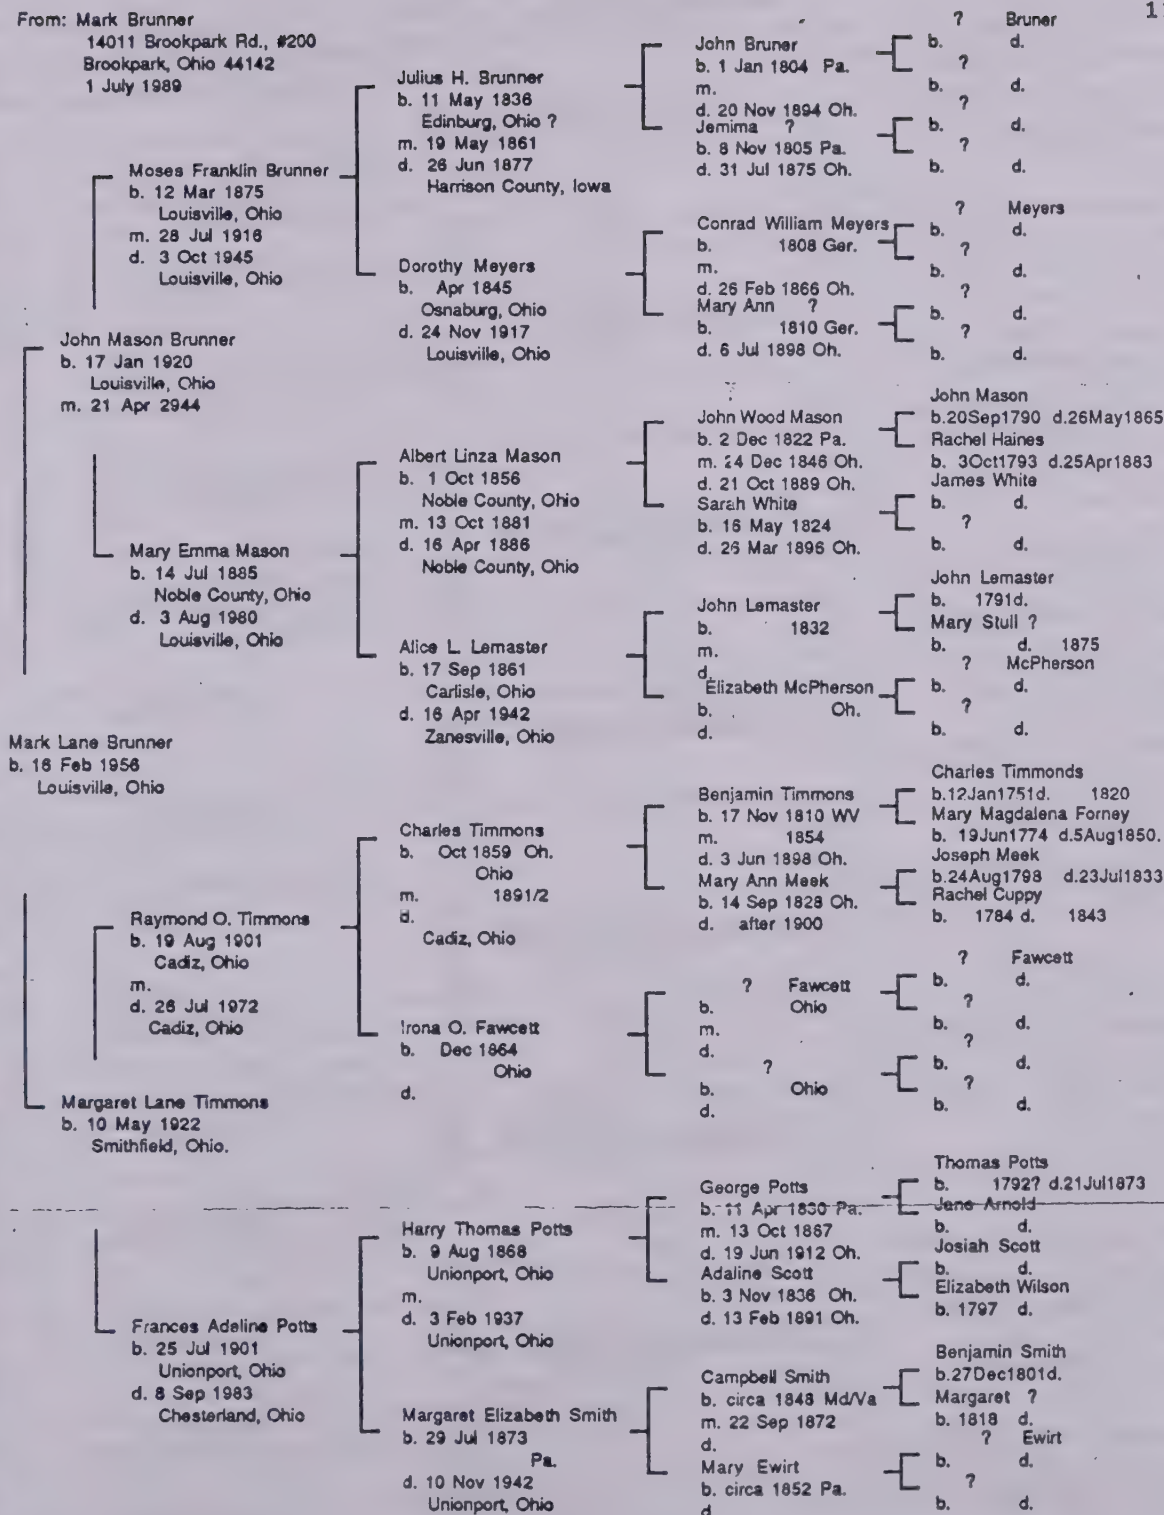 From: Mark Brunner
14011 Brookpark Rd., #200
Brookpark, Ohio 44142
1 July 1989
Mark Lane Brunner
b. 16 Feb 1956
Louisville, Ohio
John Mason Brunner
b. 17 Jan 1920
Louisville, Ohio
m. 21 Apr 2944
Margaret Lane Timmons
b. 10 May 1922
Smithfield, Ohio.
Moses Franklin Brunner
b. 12 Mar 1875
Louisville, Ohio
m. 28 Jul 1916
d. 3 Oct 1945
Louisville, Ohio
Mary Emma Mason
b. 14 Jul 1885
Noble County, Ohio
d. 3 Aug 1980
Louisville, Ohio
Raymond O. Timmons
b. 19 Aug 1901
Cadiz, Ohio
m.
d. 26 Jul 1972
Cadiz, Ohio
Frances Adeline Potts
b. 25 Jul 1901
Unionport, Ohio
d. 8 Sep 1983
Chesterland, Ohio
Julius H. Brunner
b. 11 May 1836
Edinburg, Ohio ?
m. 19 May 1861
d. 26 Jun 1877
Harrison County, Iowa
Dorothy Meyers
b. Apr 1845
Osnaburg, Ohio
d. 24 Nov 1917
Louisville, Ohio
Albert Linza Mason
b. 1 Oct 1856
Noble County, Ohio
m. 13 Oct 1881
d. 16 Apr 1886
Noble County, Ohio
Alice L. Lemaster
b. 17 Sep 1861
Carlisle, Ohio
d. 16 Apr 1942
Zanesville, Ohio
Charles Timmons
b. Oct 1859 Oh.
Ohio
m. 1891/2
d.
Cadiz, Ohio
Irona O. Fawcett
b. Dec 1864
Ohio
d.
Harry Thomas Potts
b. 9 Aug 1868
Unionport, Ohio
m.
d. 3 Feb 1937
Unionport, Ohio
Margaret Elizabeth Smith
b. 29 Jul 1873
Pa.
d. 10 Nov 1942
Unionport, Ohio
John Bruner
b. 1 Jan 1804 Pa.
m.
d. 20 Nov 1894 Oh.
Jemima ?
b. 8 Nov 1805 Pa.
d. 31 Jul 1875 Oh.
Conrad William Meyers
b. 1808 Ger.
m.
d. 26 Feb 1866 Oh.
Mary Ann ?
b. 1810 Ger.
d. 6 Jul 1898 Oh.
John Wood Mason
b. 2 Dec 1822 Pa.
m. 24 Dec 1846 Oh.
d. 21 Oct 1889 Oh.
Sarah White
b. 16 May 1824
d. 26 Mar 1896 Oh.
John Lemaster
b. 1832
m.
d.
Elizabeth McPherson
b. Oh.
d.
Benjamin Timmons
b. 17 Nov 1810 WV
m. 1854
d. 3 Jun 1898 Oh.
Mary Ann Meek
b. 14 Sep 1828 Oh.
d. after 1900
? Fawcett
b. Ohio
m.
d.
?
b. Ohio
d.
George Potts
b. 11 Apr 1830 Pa.
m. 13 Oct 1867
d. 19 Jun 1912 Oh.
Adaline Scott
b. 3 Nov 1836 Oh.
d. 13 Feb 1891 Oh.
Campbell Smith
b. circa 1848 Md/Va
m. 22 Sep 1872
d.
Mary Ewirt
b. circa 1852 Pa.
d.
? Bruner
b. d.
?
b. d.
?
b. d.
?
b. d.
? Meyers
b. d.
?
b. d.
?
b. d.
?
b. d.
John Mason
b.20Sep1790 d.26May1865
Rachel Haines
b. 3Oct1793 d.25Apr1883
James White
b. d.
?
b. d.
John Lemaster
b. 1791d.
Mary Stull ?
b. d. 1875
? McPherson
b. d.
?
b. d.
Charles Timmonds
b.12Jan1751d. 1820
Mary Magdalena Forney
b. 19Jun1774 d.5Aug1850.
Joseph Meek
b.24Aug1798 d.23Jul1833
Rachel Cuppy
b. 1784 d. 1843
? Fawcett
b. d.
?
b. d.
?
b. d.
?
b. d.
Thomas Potts
b. 1792? d.21Jul1873
Jane Arnold
b. d.
Josiah Scott
b. d.
Elizabeth Wilson
b. 1797 d.
Benjamin Smith
b.27Dec1801d.
Margaret ?
b. 1818 d.
? Ewirt
b. d.
?
b. d.